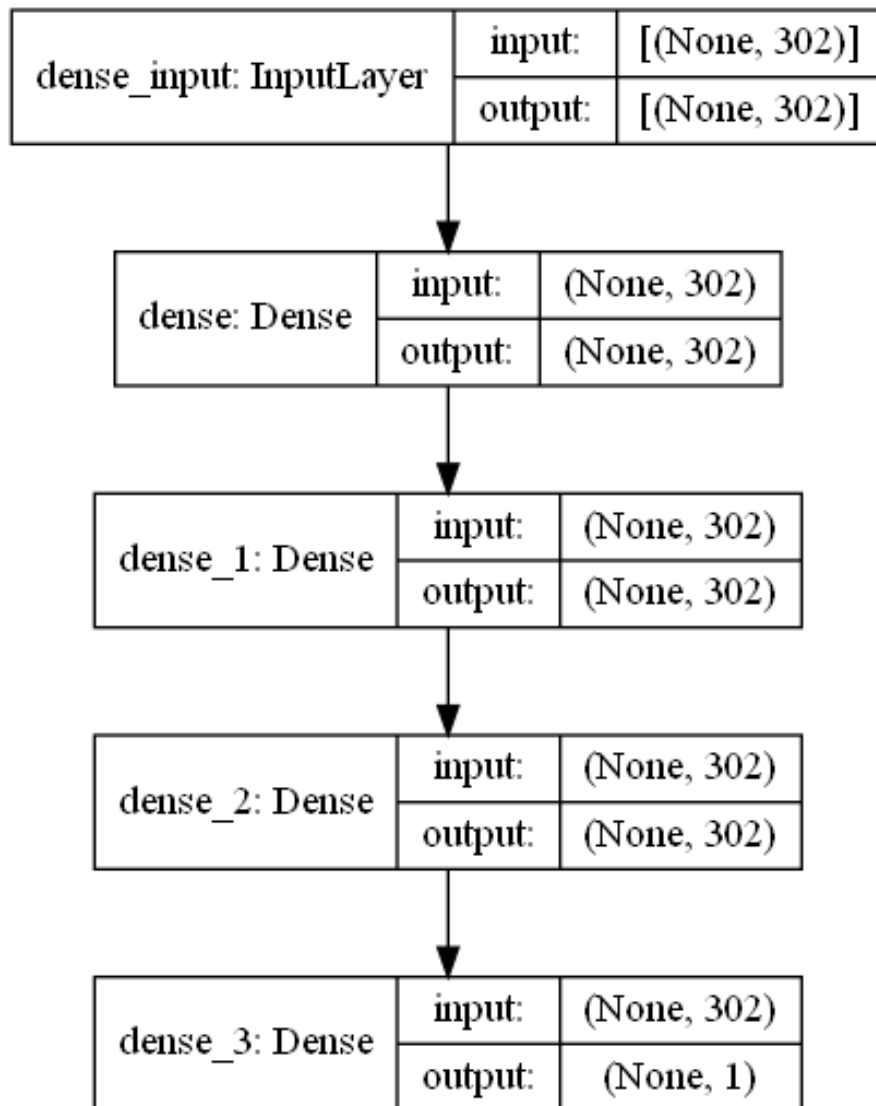 dense_input: InputLayer input: [(None, 302)]
output: [(None, 302)]
dense: Dense input: (None, 302)
output: (None, 302)
dense_1: Dense input: (None, 302)
output: (None, 302)
dense_2: Dense input: (None, 302)
output: (None, 302)
dense_3: Dense input: (None, 302)
output: (None, 1)